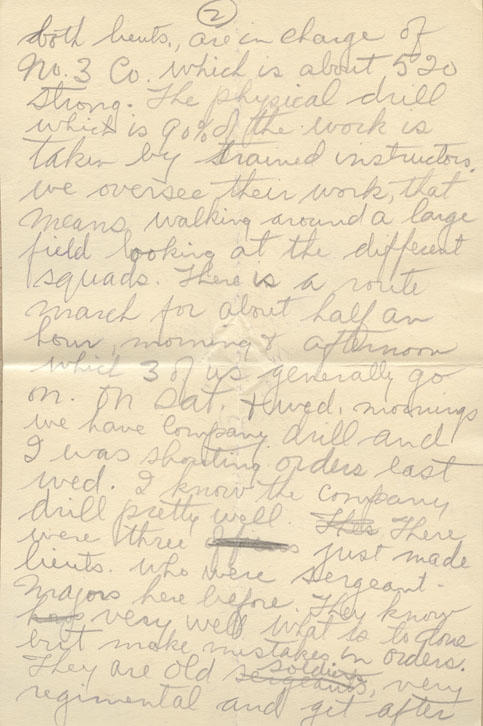 2
both lieuts., are in charge of
No. 3 Co. which is about 520
strong. The physical drill
which is 90% of the work is
taken by trained instructors,
we oversee their work, that
means, walking around a large
field looking at the different
squads. There is a route
march for about half an
hour, morning & afternoon
which 3 of us generally go
on. On Sat. + wed. mornings
we have company drill and
I was shouting orders last
wed. I know the company
drill pretty well. There
were three just made
lieuts. who were Sergeant-
Majors here before. They know
very well what is to done
but make mistakes in orders.
They are old sergeants soldiers, very
regimental and get after